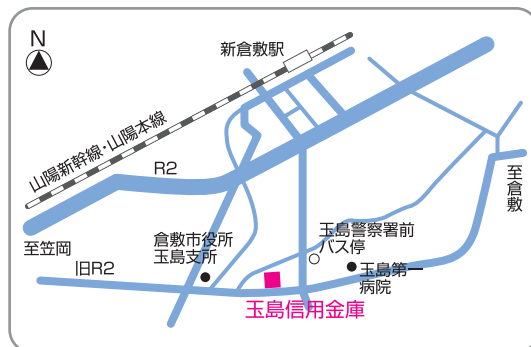 N
新倉敷駅
山陽新幹線・山陽本線
R2
至倉敷
至笠岡
倉敷市役所
玉島支所
玉島警察署前
バス停
旧R2
玉島第一
病院
玉島信用金庫